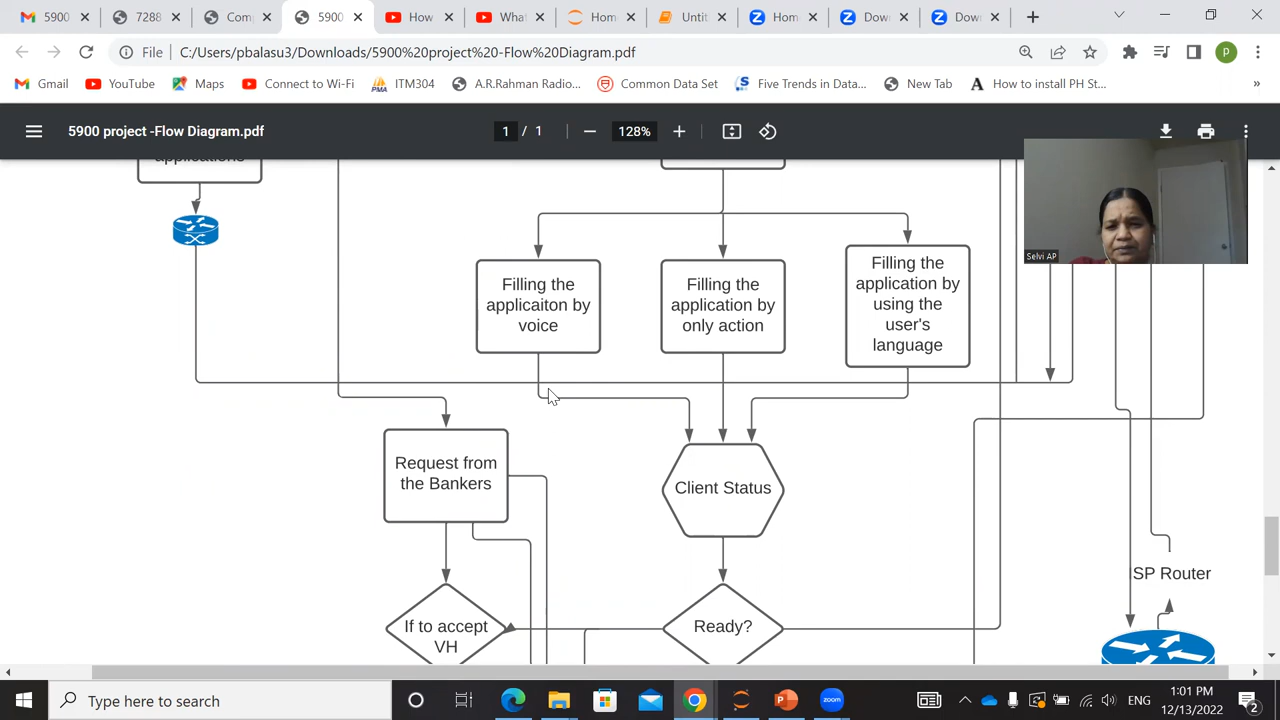 5900
7288
Com
5900
How
What
Hom
Untit
Home
Dow
Dow
File
C:/Users/pbalasu3/Downloads/5900%20project%20-Flow%20Diagram.pdf
P
Gmail
YouTube
Maps
Connect to Wi-Fi
ITM304
A.R.Rahman Radio...
Common Data Set
Five Trends in Data...
New Tab
How to install PH St...
»
5900 project -Flow Diagram.pdf
1 / 1
128%
applications
Selvi AP
Filling the
applicaiton by
voice
Filling the
application by
only action
Filling the
application by
using the
user's
language
Request from
the Bankers
Client Status
ISP Router
If to accept
VH
Ready?
Type here to search
zoom
ENG
1:01 PM
12/13/2022
2